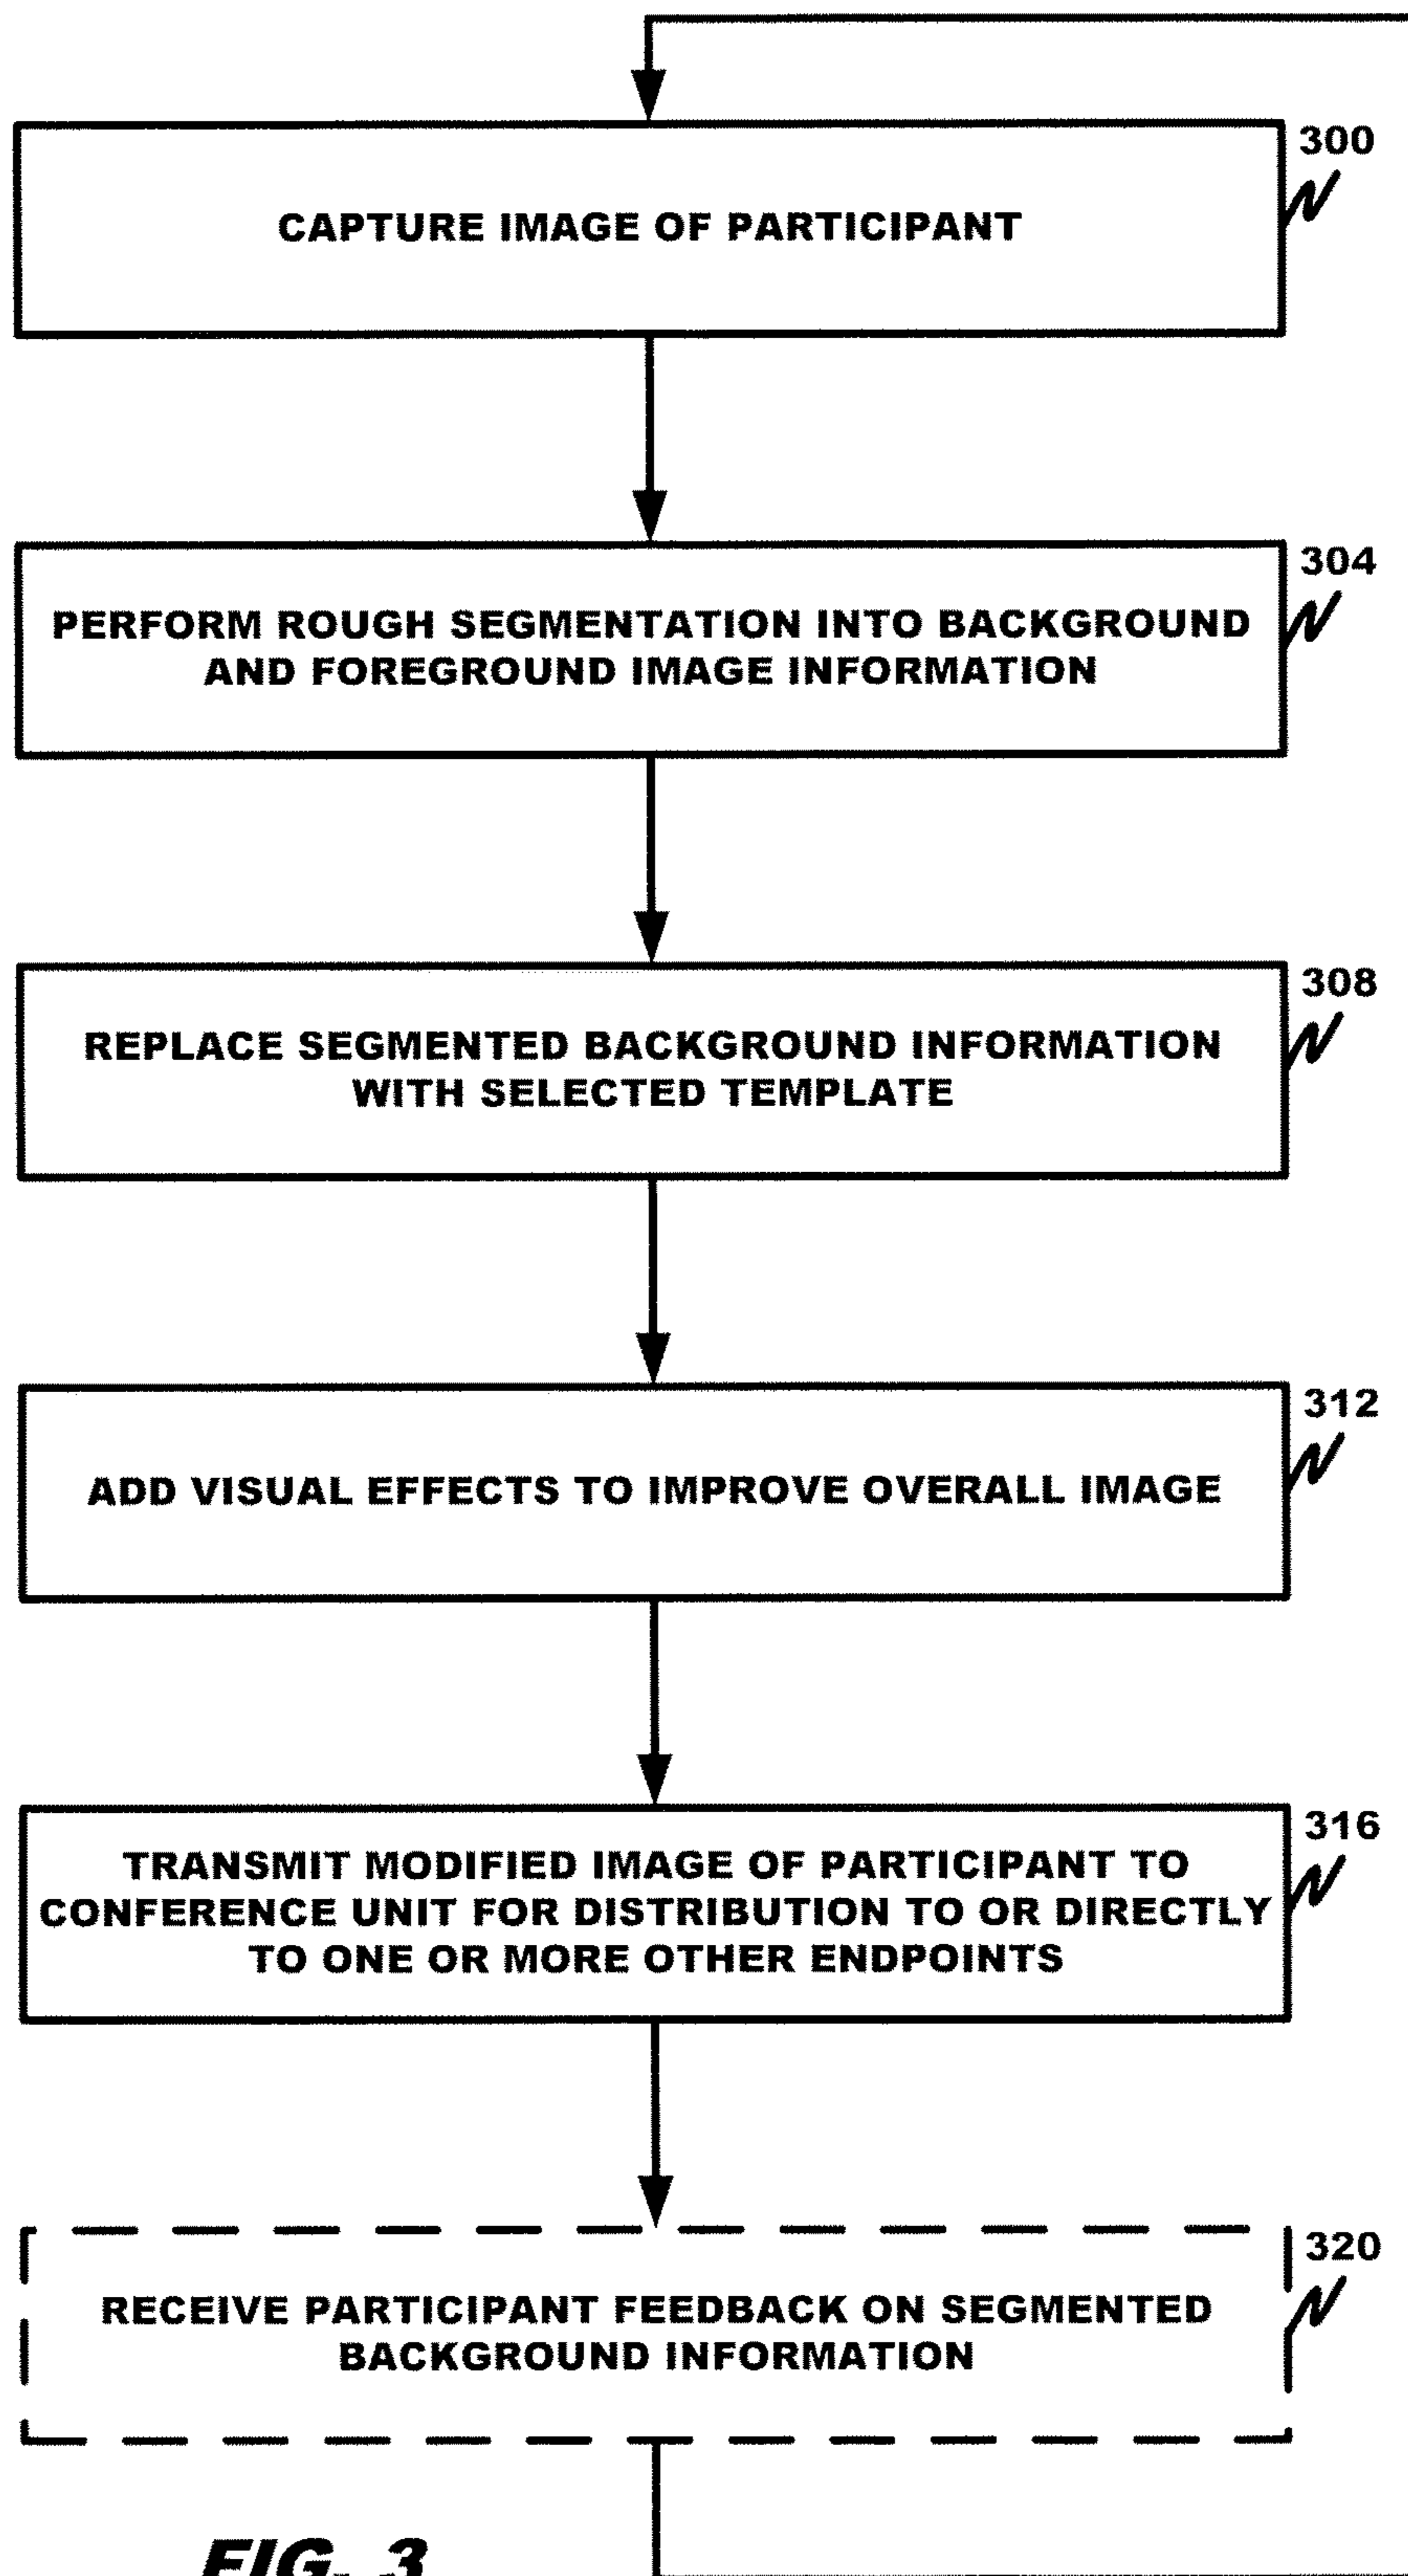 300
CAPTURE IMAGE OF PARTICIPANT
304
PERFORM ROUGH SEGMENTATION INTO BACKGROUND
AND FOREGROUND IMAGE INFORMATION
308
REPLACE SEGMENTED BACKGROUND INFORMATION
WITH SELECTED TEMPLATE
312
ADD VISUAL EFFECTS TO IMPROVE OVERALL IMAGE
316
TRANSMIT MODIFIED IMAGE OF PARTICIPANT TO
CONFERENCE UNIT FOR DISTRIBUTION TO OR DIRECTLY
TO ONE OR MORE OTHER ENDPOINTS
320
RECEIVE PARTICIPANT FEEDBACK ON SEGMENTED
BACKGROUND INFORMATION
FIG. 3